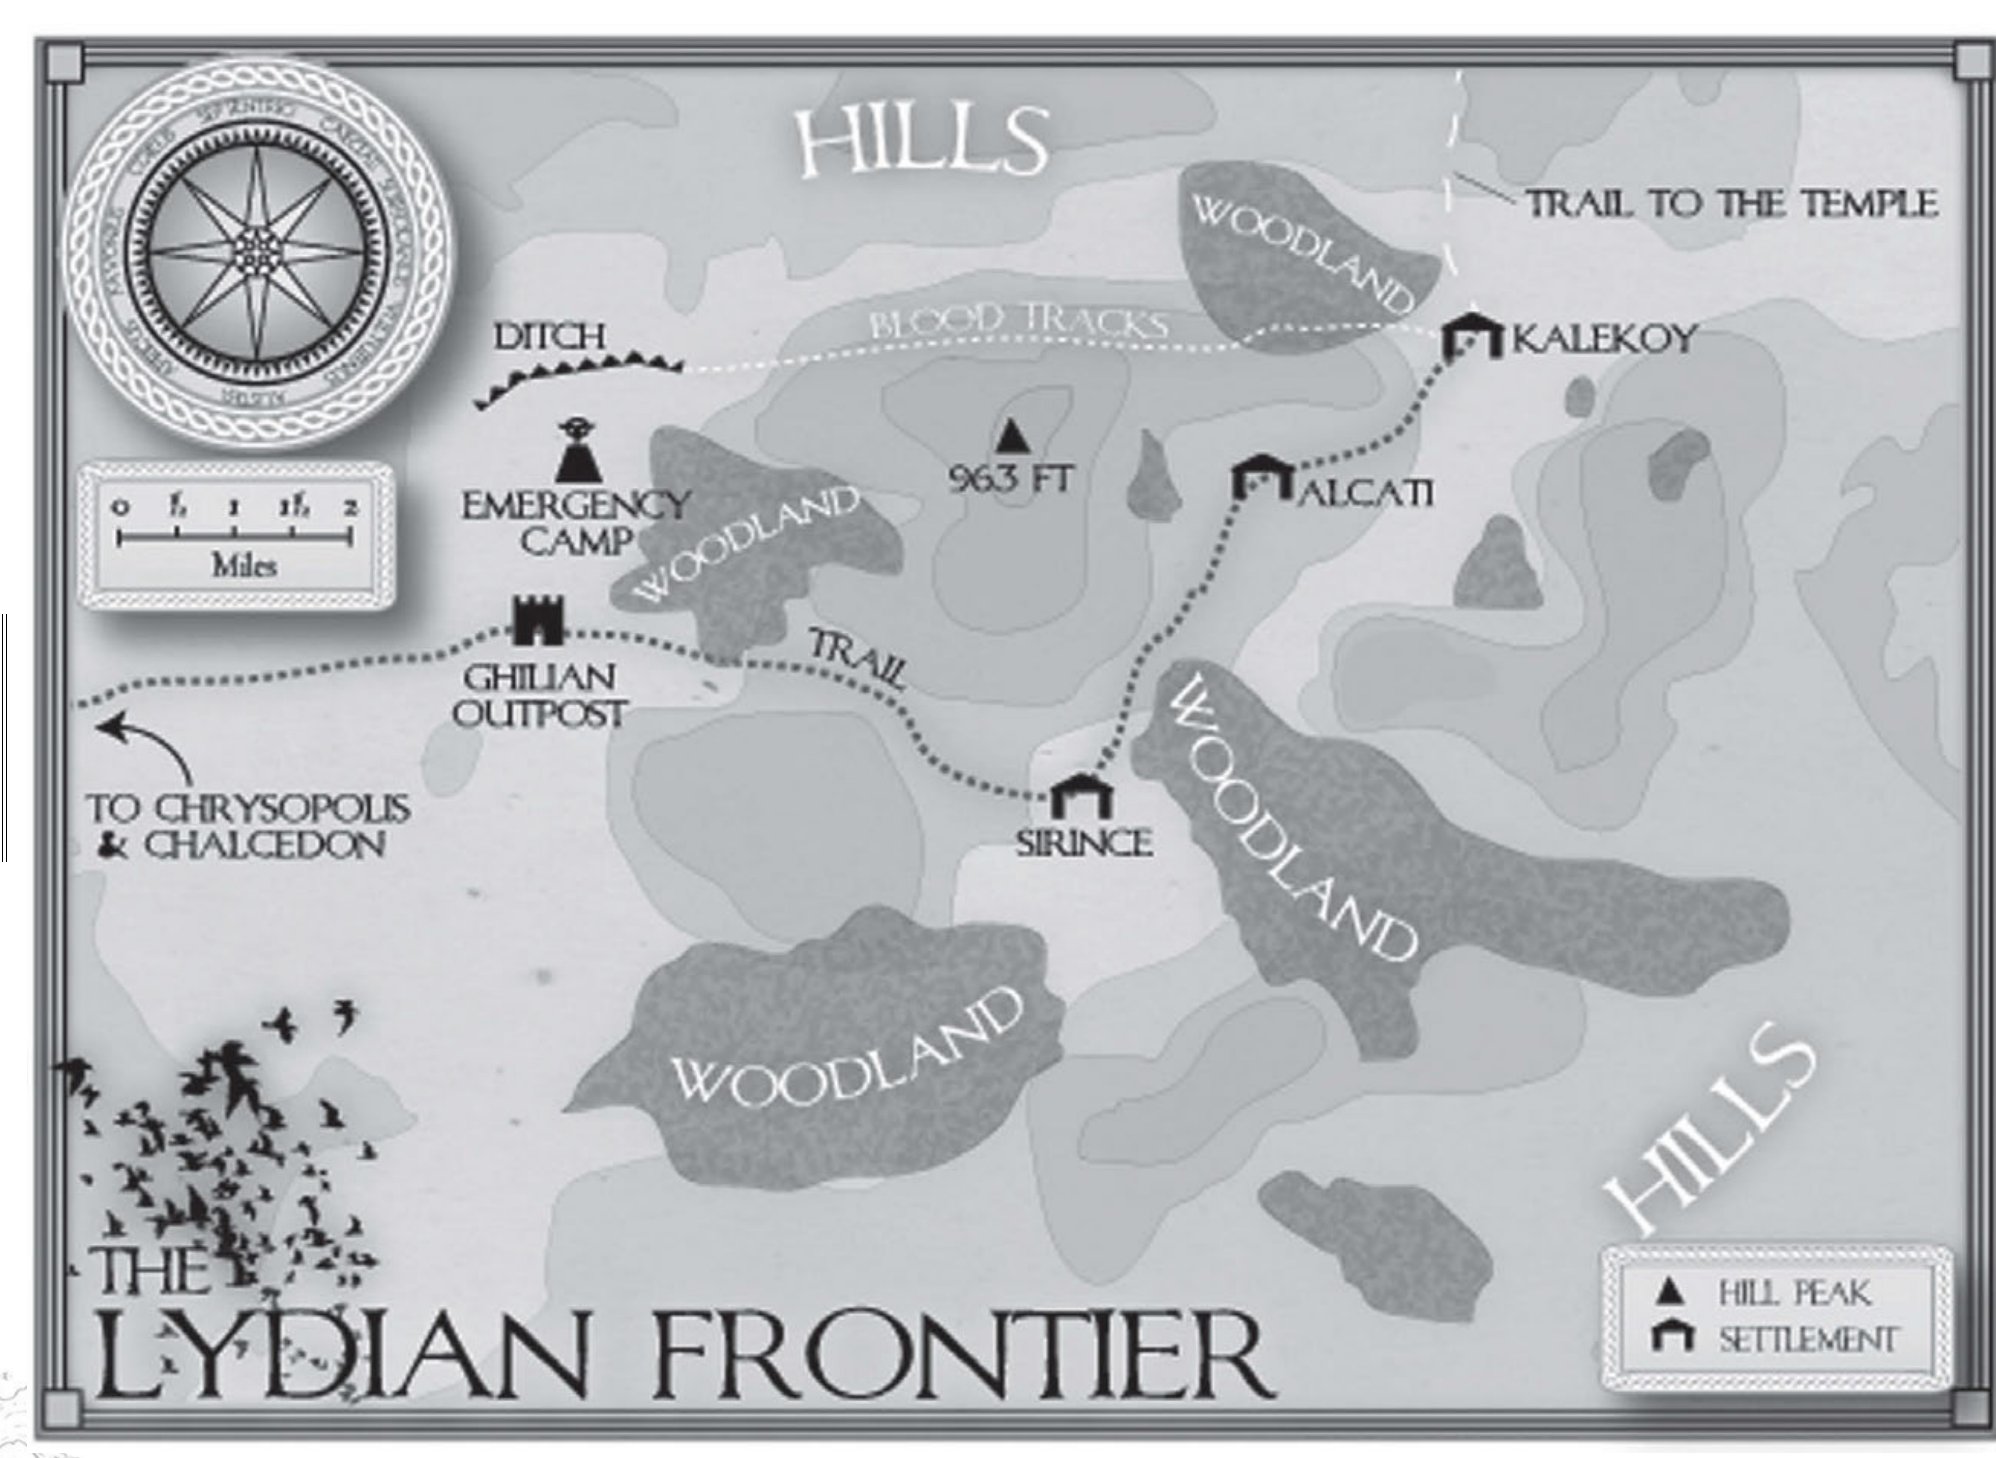 HILLS
WOODLAND
TRAIL TO THE TEMPLE
BLOOD TRACKS
DITCH
KALEKOY
963 FT
ALCATI
EMERGENCY
CAMP
WOODLAND
0 ½ 1 1½ 2
Miles
TRAIL
GHILIAN
OUTPOST
WOODLAND
TO CHRYSOPOLIS
& CHALCEDON
SIRINCE
WOODLAND
HILLS
THE
LYDIAN FRONTIER
HILL PEAK
SETTLEMENT